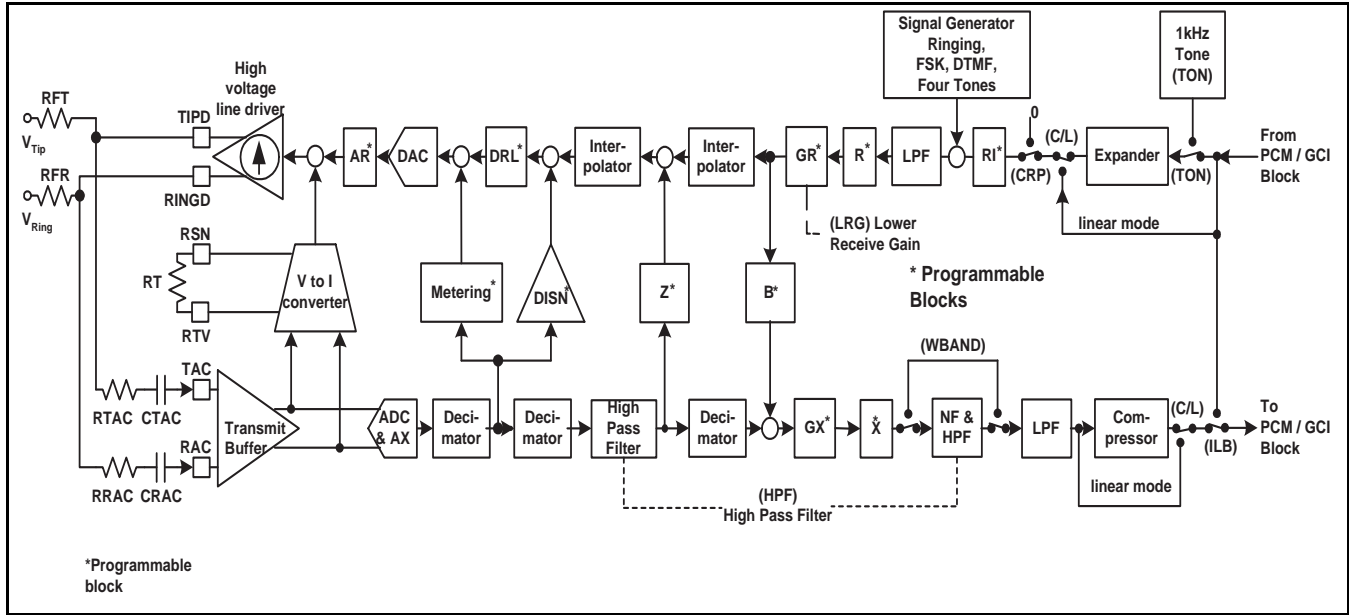 Signal Generator
Ringing,
FSK, DTMF,
Four Tones
1kHz
Tone
(TON)
High
voltage
line driver
RFT
TIPD
VTip
RFR
RINGD
VRing
AR*
DAC
DRL*
Inter-
polator
Inter-
polator
GR*
R*
LPF
RI*
0
(C/L)
(CRP)
Expander
(TON)
From
PCM / GCI
Block
linear mode
(LRG) Lower
Receive Gain
* Programmable
Blocks
RSN
RT
RTV
V to I
converter
Metering*
DISN*
Z*
B*
(WBAND)
TAC
RTAC
CTAC
RAC
RRAC
CRAC
Transmit
Buffer
ADC
& AX
Deci-
mator
Deci-
mator
High
Pass
Filter
Deci-
mator
GX*
X*
NF &
HPF
LPF
Com-
pressor
(C/L)
(ILB)
To
PCM / GCI
Block
linear mode
(HPF)
High Pass Filter
*Programmable
block